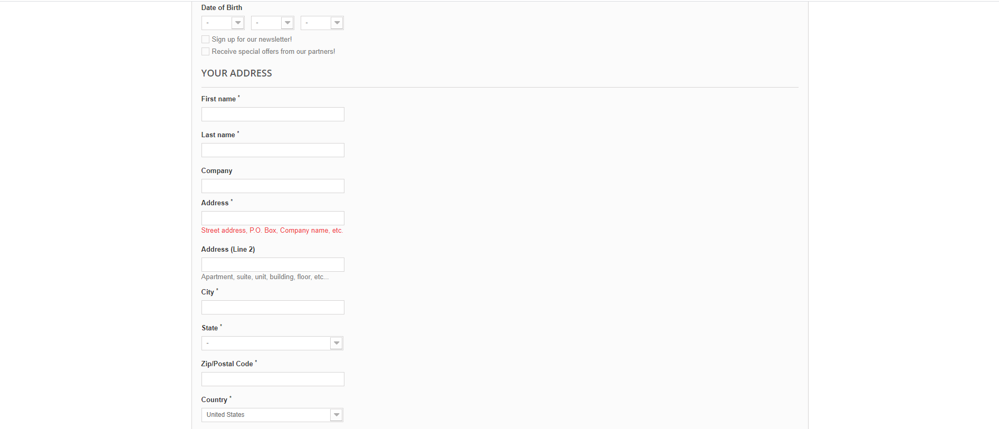 Date of Birth
- - -
Sign up for our newsletter!
Receive special offers from our partners!
YOUR ADDRESS
First name *
Last name *
Company
Address *
Street address, P.O. Box, Company name, etc.
Address (Line 2)
Apartment, suite, unit, building, floor, etc...
City *
State *
-
Zip/Postal Code *
Country *
United States